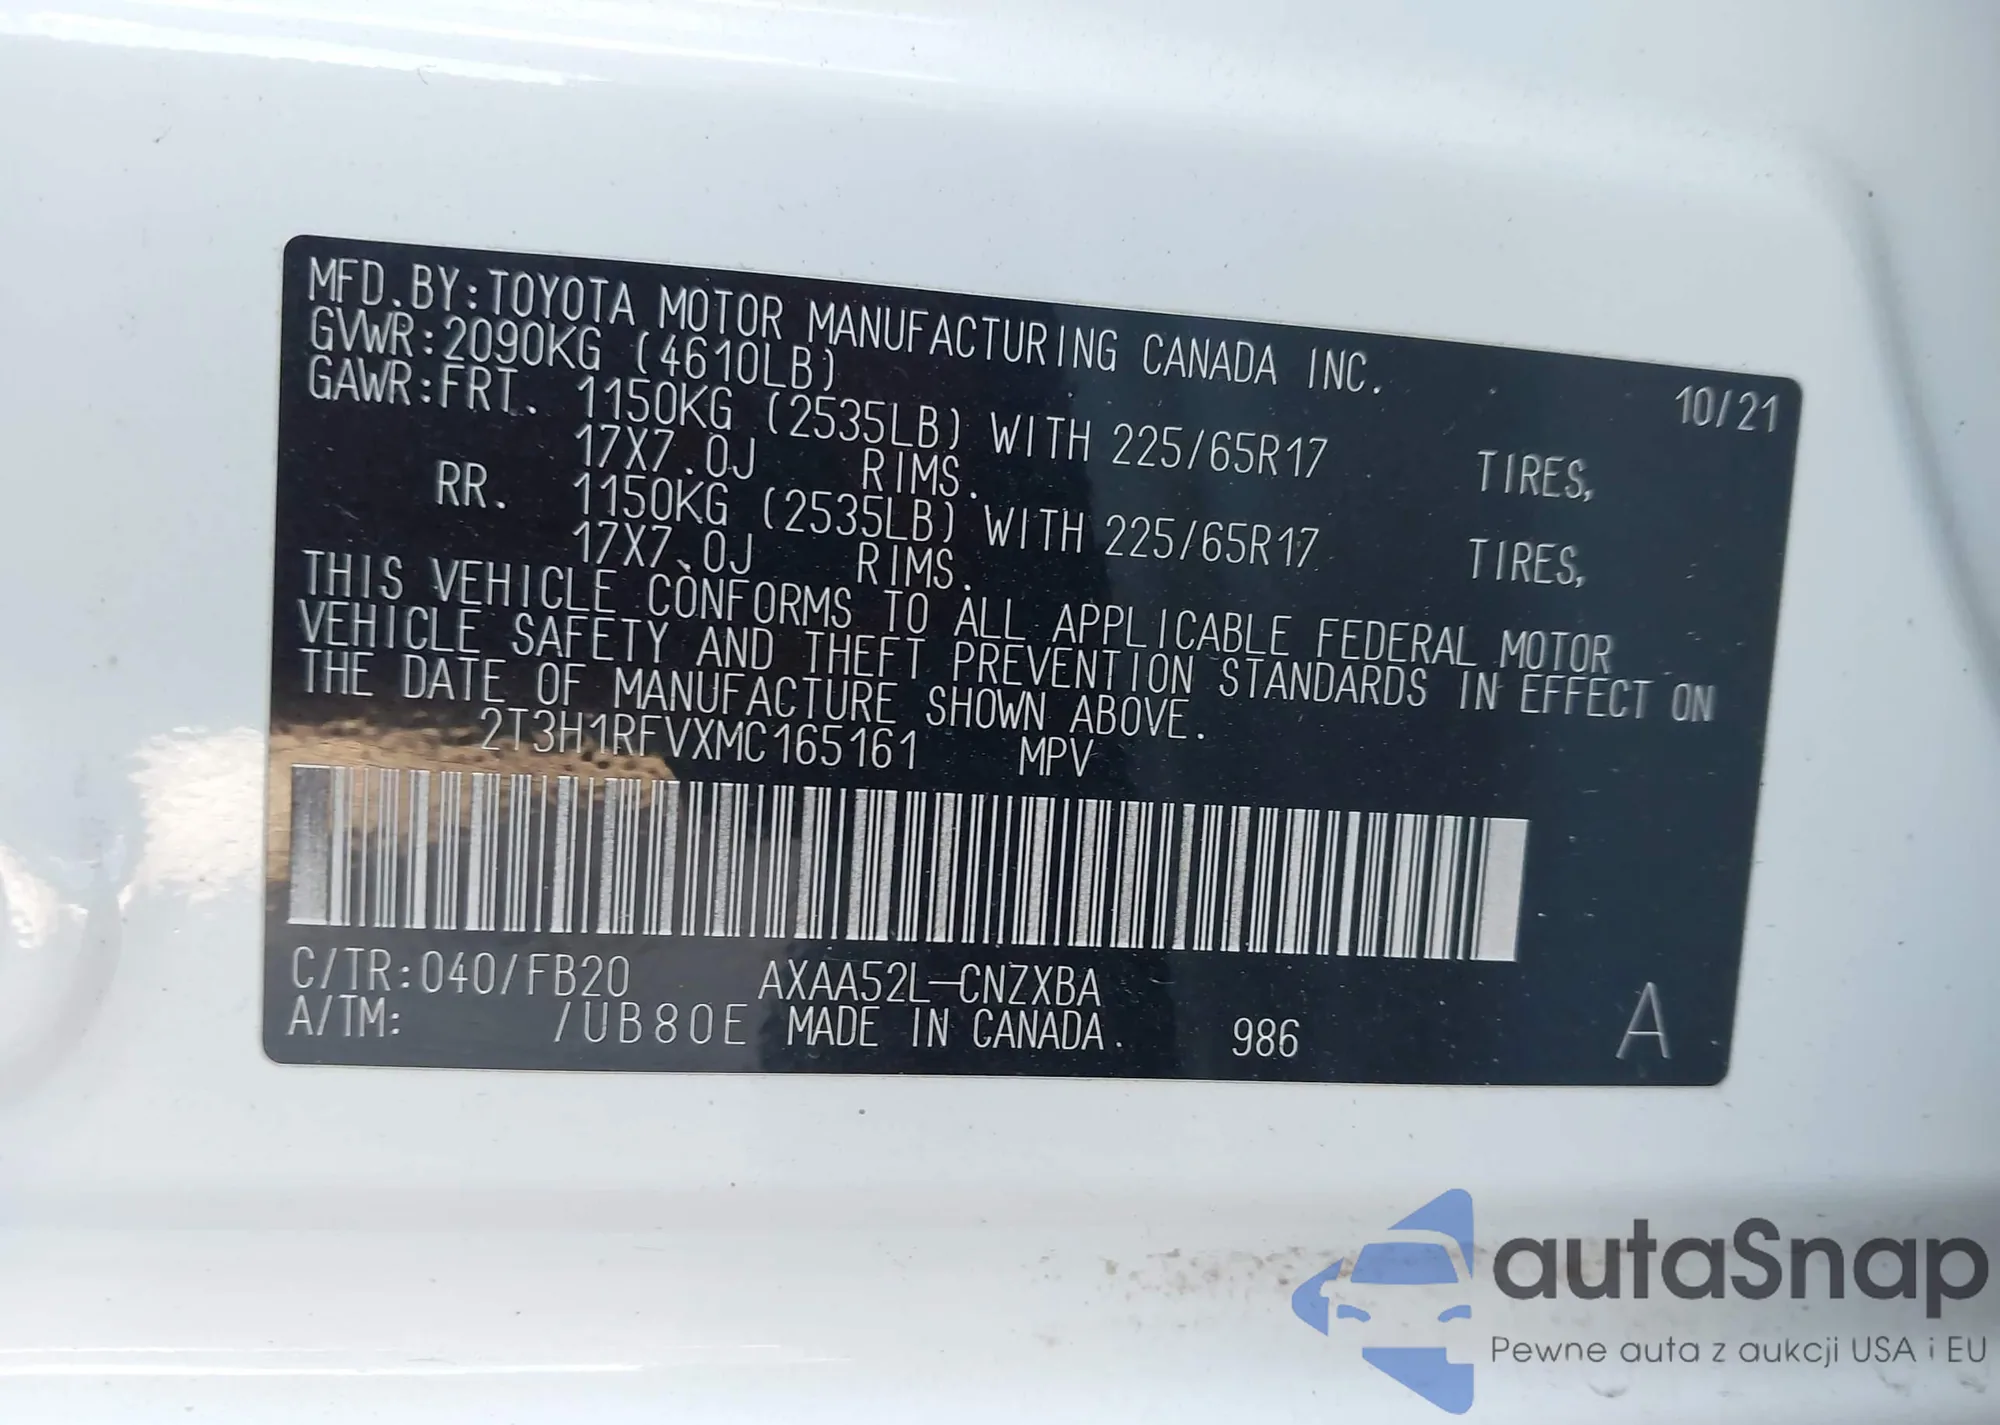 MFD.BY:TOYOTA MOTOR MANUFACTURING CANADA INC.
10/21
GVWR:2090KG (4610LB)
GAWR:FRT. 1150KG (2535LB) WITH 225/65R17 TIRES,
17X7.0J RIMS.
RR. 1150KG (2535LB) WITH 225/65R17 TIRES,
17X7.0J RIMS.
THIS VEHICLE CONFORMS TO ALL APPLICABLE FEDERAL MOTOR
VEHICLE SAFETY AND THEFT PREVENTION STANDARDS IN EFFECT ON
THE DATE OF MANUFACTURE SHOWN ABOVE.
2T3H1RFVXMC165161 MPV
C/TR:040/FB20 AXAA52L-CNZXBA
A/TM: /UB80E MADE IN CANADA. 986 A
autaSnap
Pewne auta z aukcji USA i EU